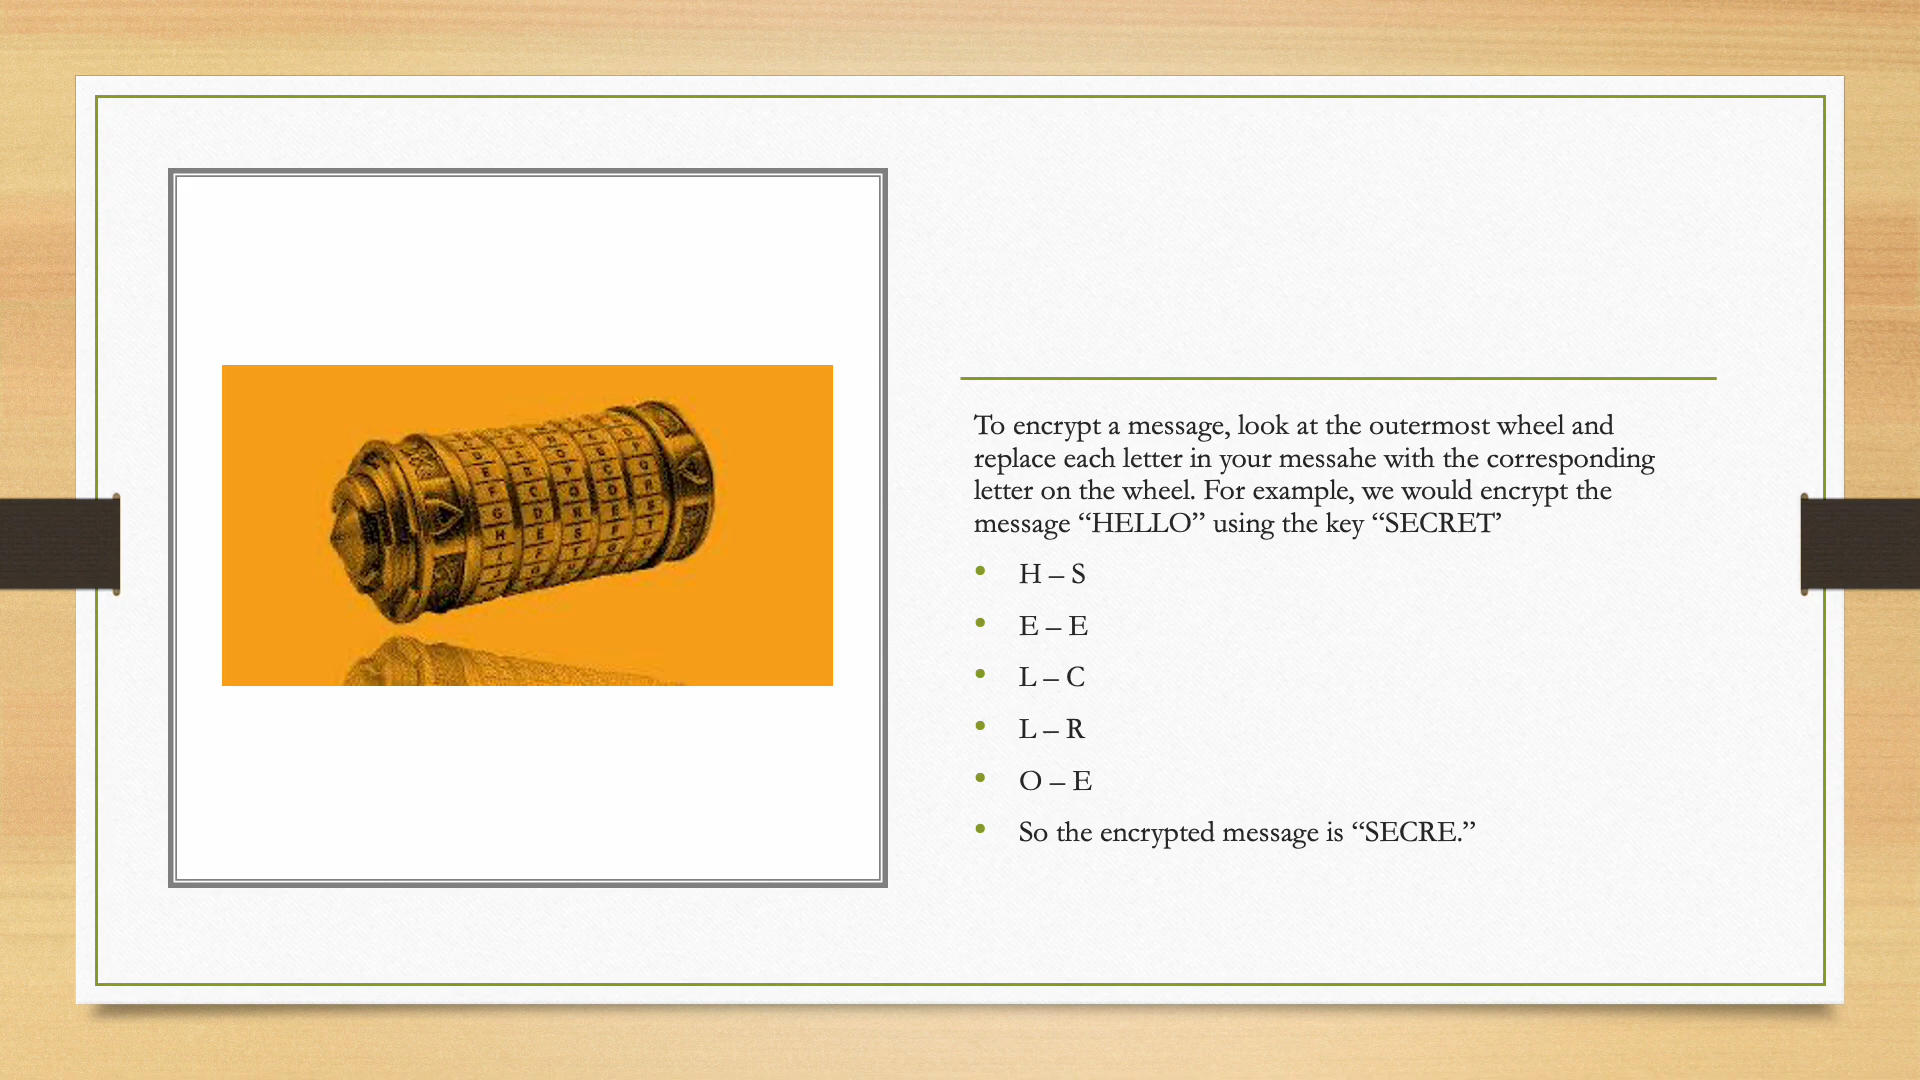 To encrypt a message, look at the outermost wheel and
replace each letter in your messahe with the corresponding
letter on the wheel. For example, we would encrypt the
message “HELLO” using the key “SECRET’
• H – S
• E – E
• L – C
• L – R
• O – E
• So the encrypted message is “SECRE.”